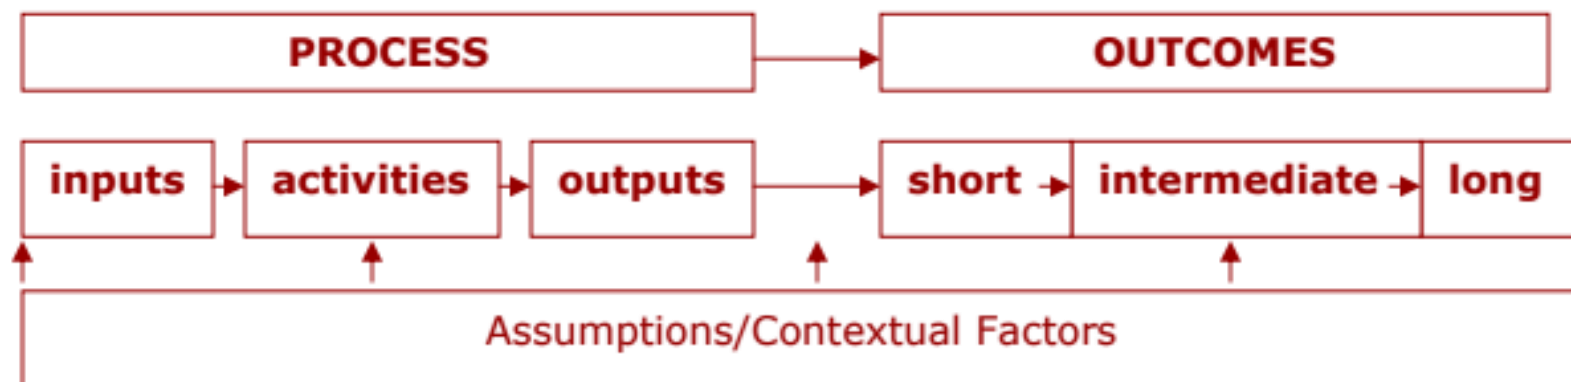 PROCESS OUTCOMES
inputs activities outputs short intermediate long
Assumptions/Contextual Factors